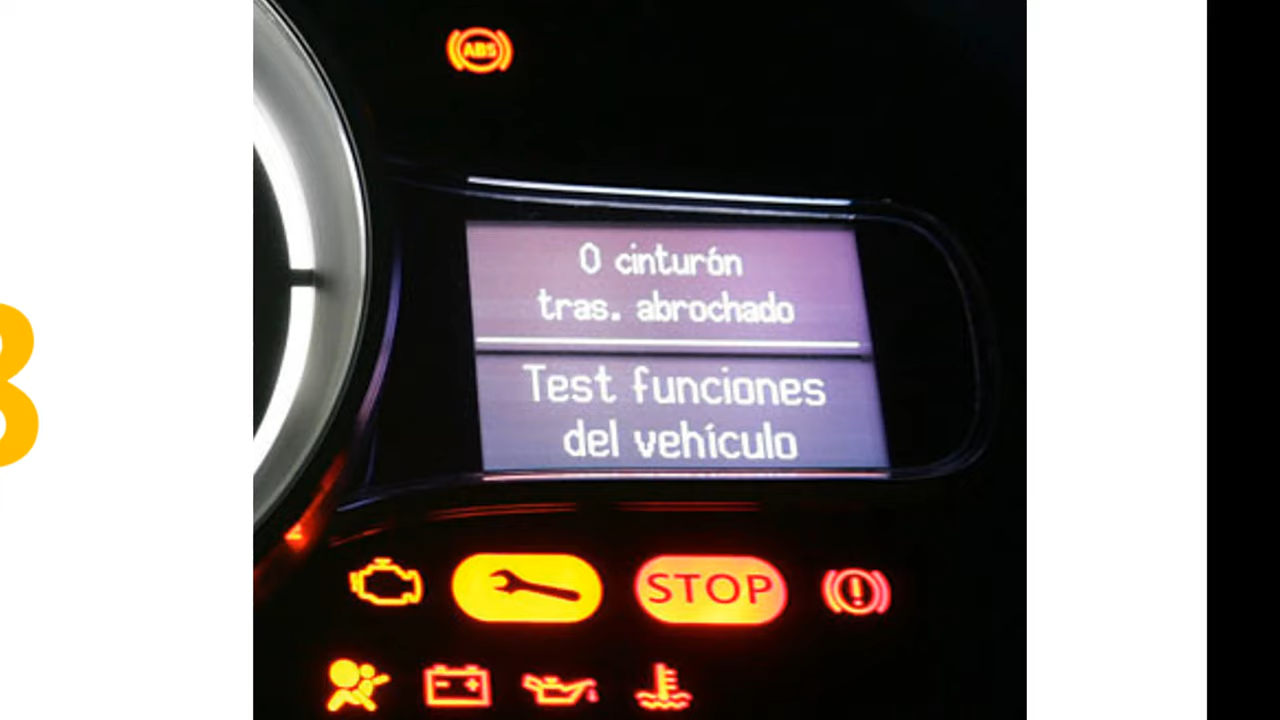 ABS
0 cinturón
tras. abrochado
Test funciones
del vehículo
STOP